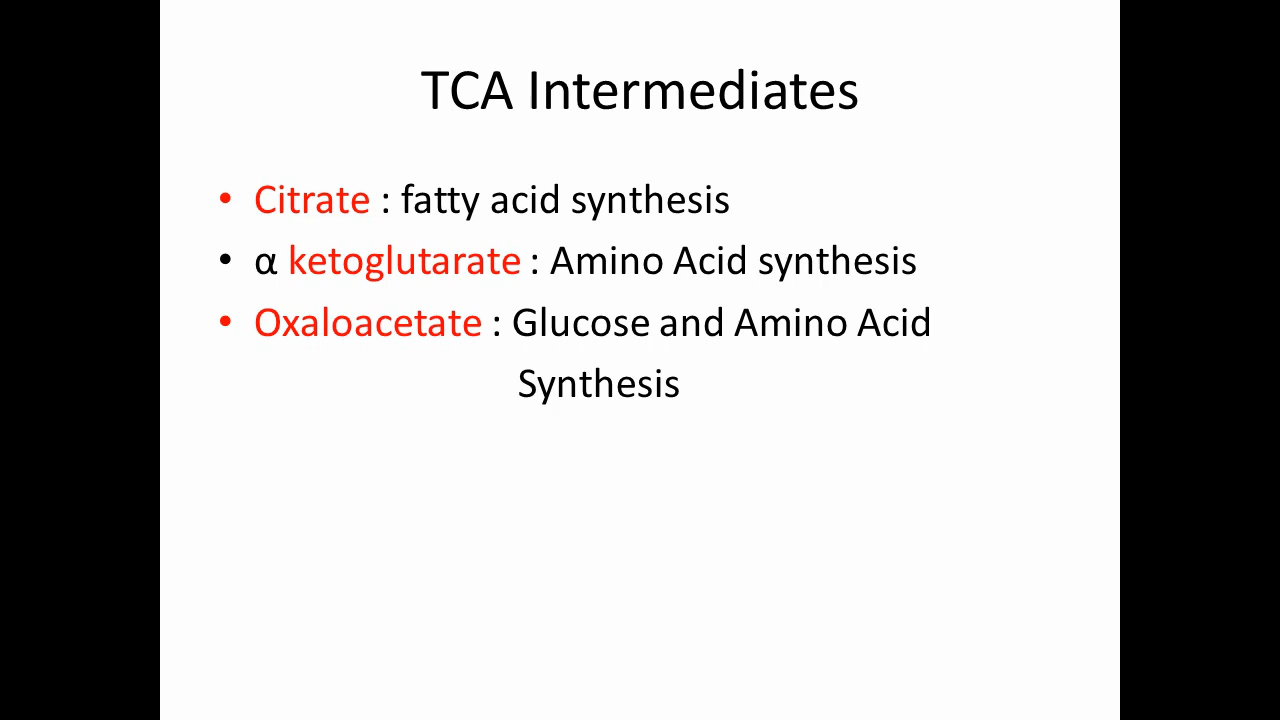 TCA Intermediates
• Citrate : fatty acid synthesis
• α ketoglutarate : Amino Acid synthesis
• Oxaloacetate : Glucose and Amino Acid
Synthesis